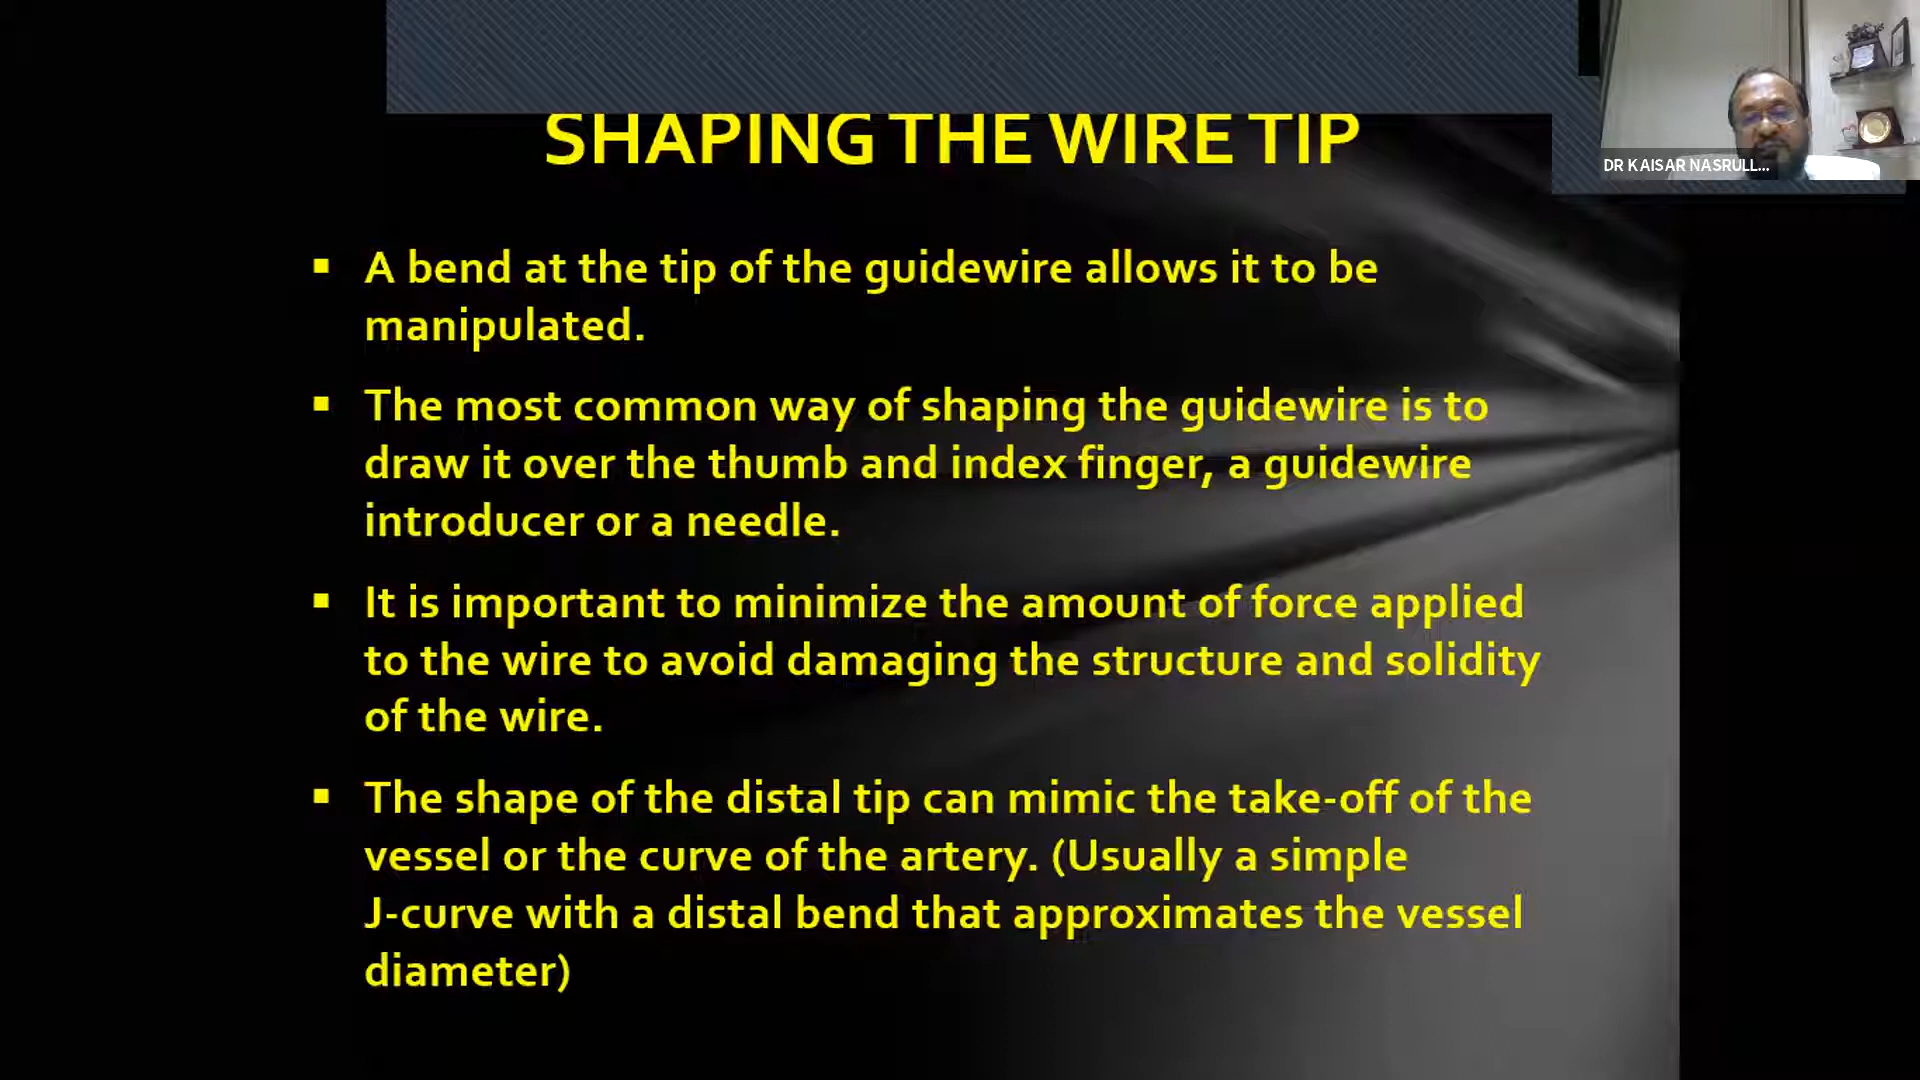 SHAPING THE WIRE TIP
DR KAISAR NASRULL...
▪ A bend at the tip of the guidewire allows it to be
manipulated.
▪ The most common way of shaping the guidewire is to
draw it over the thumb and index finger, a guidewire
introducer or a needle.
▪ It is important to minimize the amount of force applied
to the wire to avoid damaging the structure and solidity
of the wire.
▪ The shape of the distal tip can mimic the take-off of the
vessel or the curve of the artery. (Usually a simple
J-curve with a distal bend that approximates the vessel
diameter)